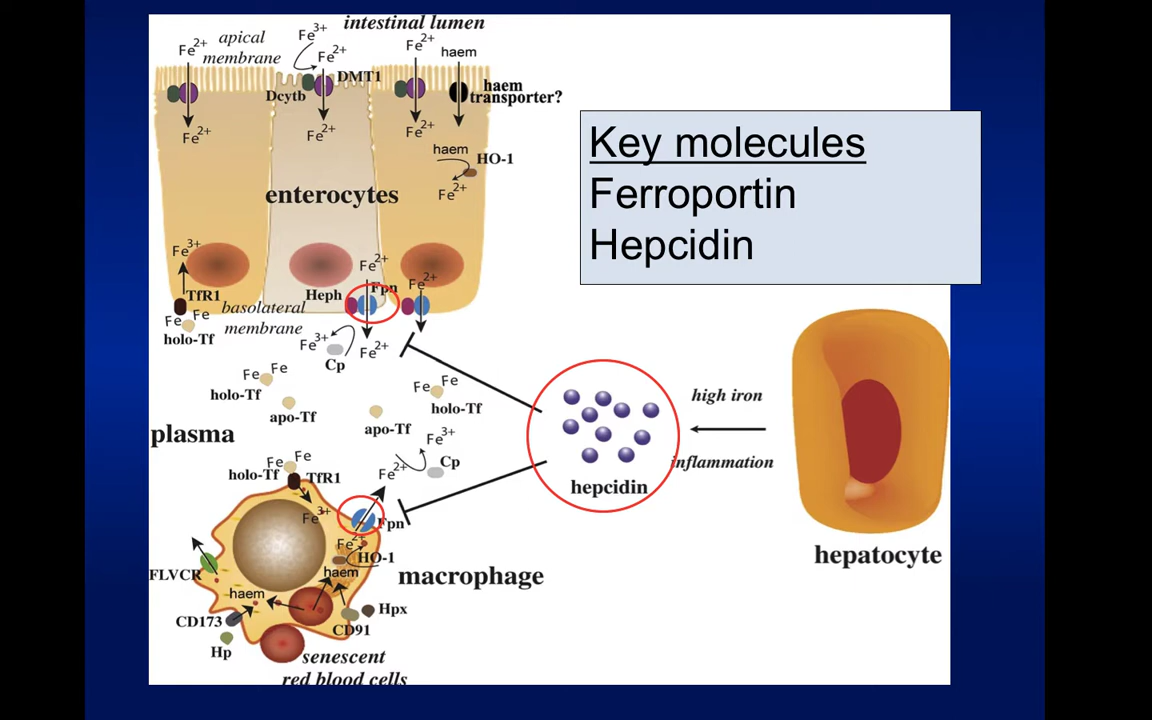 intestinal lumen
Fe2+
apical
membrane
Fe3+
Fe2+
DMT1
Dcytb
Fe2+
haem
haem
transporter?
Fe2+
Fe2+
Fe2+
haem
HO-1
Fe2+
enterocytes
Key molecules
Ferroportin
Hepcidin
Fe3+
TfR1
Fe Fe
holo-Tf
basolateral
membrane
Heph
Fe2+
Fpn
Fe2+
Fe3+
Cp
Fe2+
Fe Fe
holo-Tf
apo-Tf
Fe Fe
holo-Tf
apo-Tf
plasma
Fe3+
Cp
Fe2+
hepcidin
high iron
inflammation
hepatocyte
Fe Fe
holo-Tf
TfR1
Fe3+
Fpn
Fe2+
HO-1
haem
macrophage
FLVCR
haem
CD173
Hp
Hpx
CD91
senescent
red blood cells